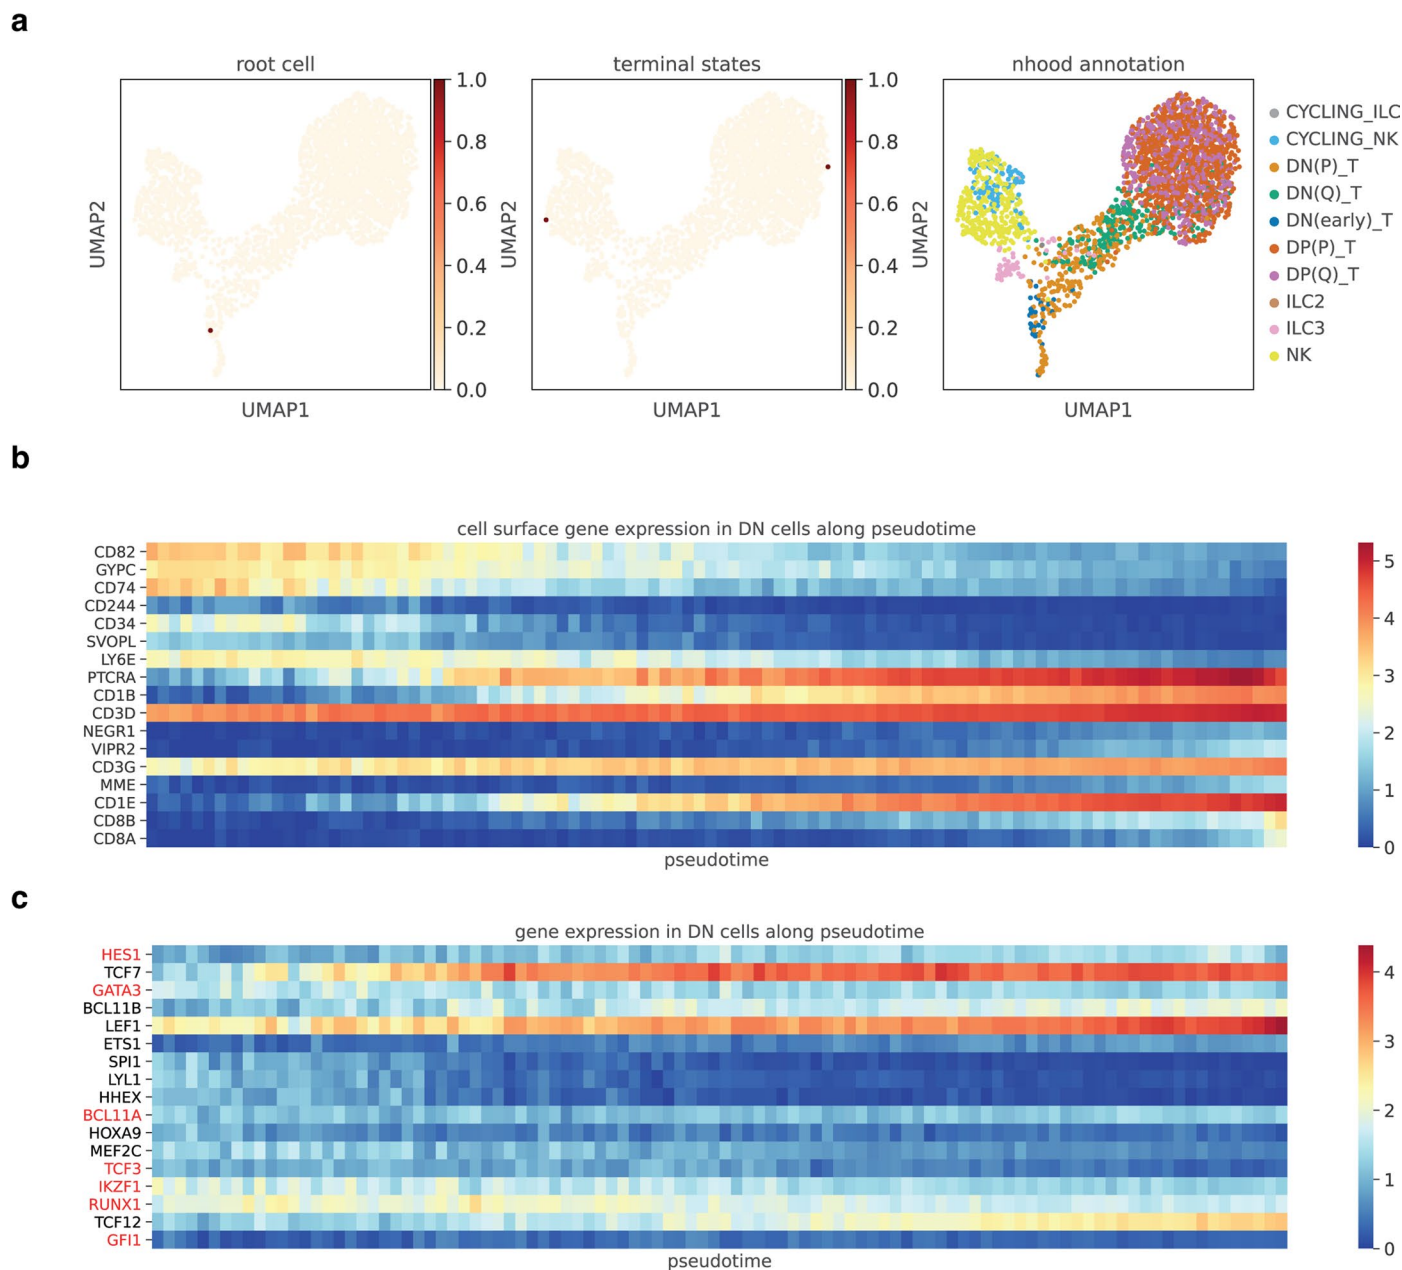 a
root cell
terminal states
nhood annotation
1.0
0.8
0.6
0.4
0.2
0.0
1.0
0.8
0.6
0.4
0.2
0.0
UMAP2
UMAP2
UMAP2
UMAP1
UMAP1
UMAP1
CYCLING_ILC
CYCLING_NK
DN(P)_T
DN(Q)_T
DN(early)_T
DP(P)_T
DP(Q)_T
ILC2
ILC3
NK
b
cell surface gene expression in DN cells along pseudotime
CD82
GYPC
CD74
CD244
CD34
SVOPL
LY6E
PTCRA
CD1B
CD3D
NEGR1
VIPR2
CD3G
MME
CD1E
CD8B
CD8A
pseudotime
5
4
3
2
1
0
c
gene expression in DN cells along pseudotime
HES1
TCF7
GATA3
BCL11B
LEF1
ETS1
SPI1
LYL1
HHEX
BCL11A
HOXA9
MEF2C
TCF3
IKZF1
RUNX1
TCF12
GFI1
pseudotime
4
3
2
1
0